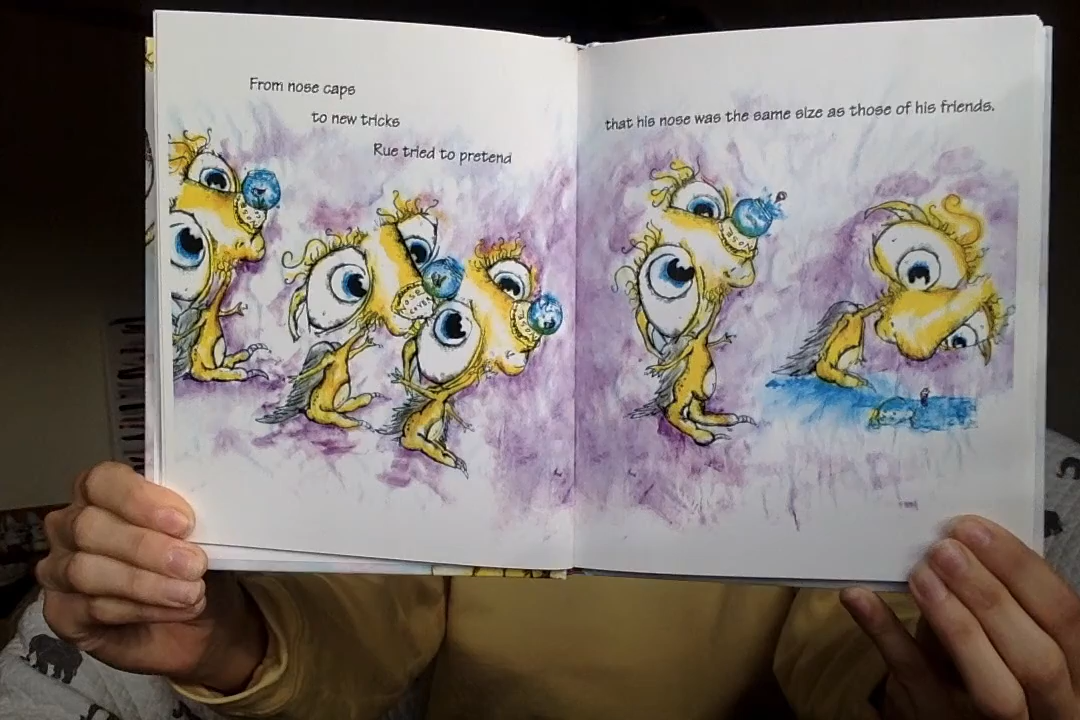 From nose caps
to new tricks
Rue tried to pretend
that his nose was the same size as those of his friends.